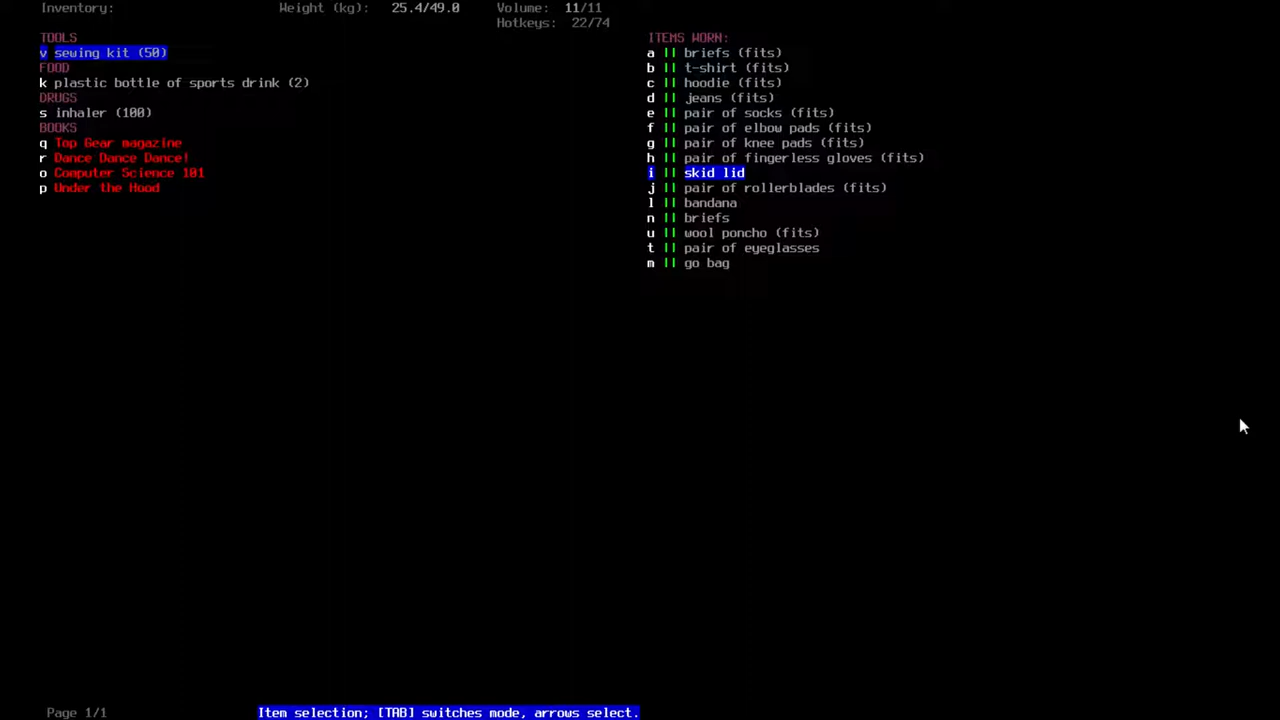 Inventory: Weight (kg): 25.4/49.0 Volume: 11/11
Hotkeys: 22/74
TOOLS
v sewing kit (50)
FOOD
k plastic bottle of sports drink (2)
DRUGS
s inhaler (100)
BOOKS
q Top Gear magazine
r Dance Dance Dance!
o Computer Science 101
p Under the Hood
ITEMS WORN:
a || briefs (fits)
b || t-shirt (fits)
c || hoodie (fits)
d || jeans (fits)
e || pair of socks (fits)
f || pair of elbow pads (fits)
g || pair of knee pads (fits)
h || pair of fingerless gloves (fits)
i || skid lid
j || pair of rollerblades (fits)
l || bandana
n || briefs
u || wool poncho (fits)
t || pair of eyeglasses
m || go bag
Page 1/1 Item selection; [TAB] switches mode, arrows select.